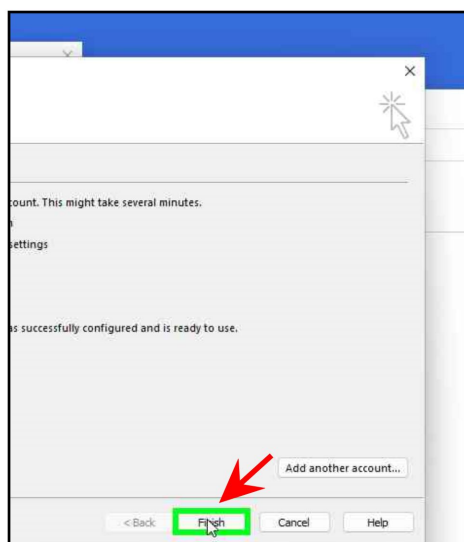 count. This might take several minutes.
settings
as successfully configured and is ready to use.
Add another account...
< Back Finish Cancel Help